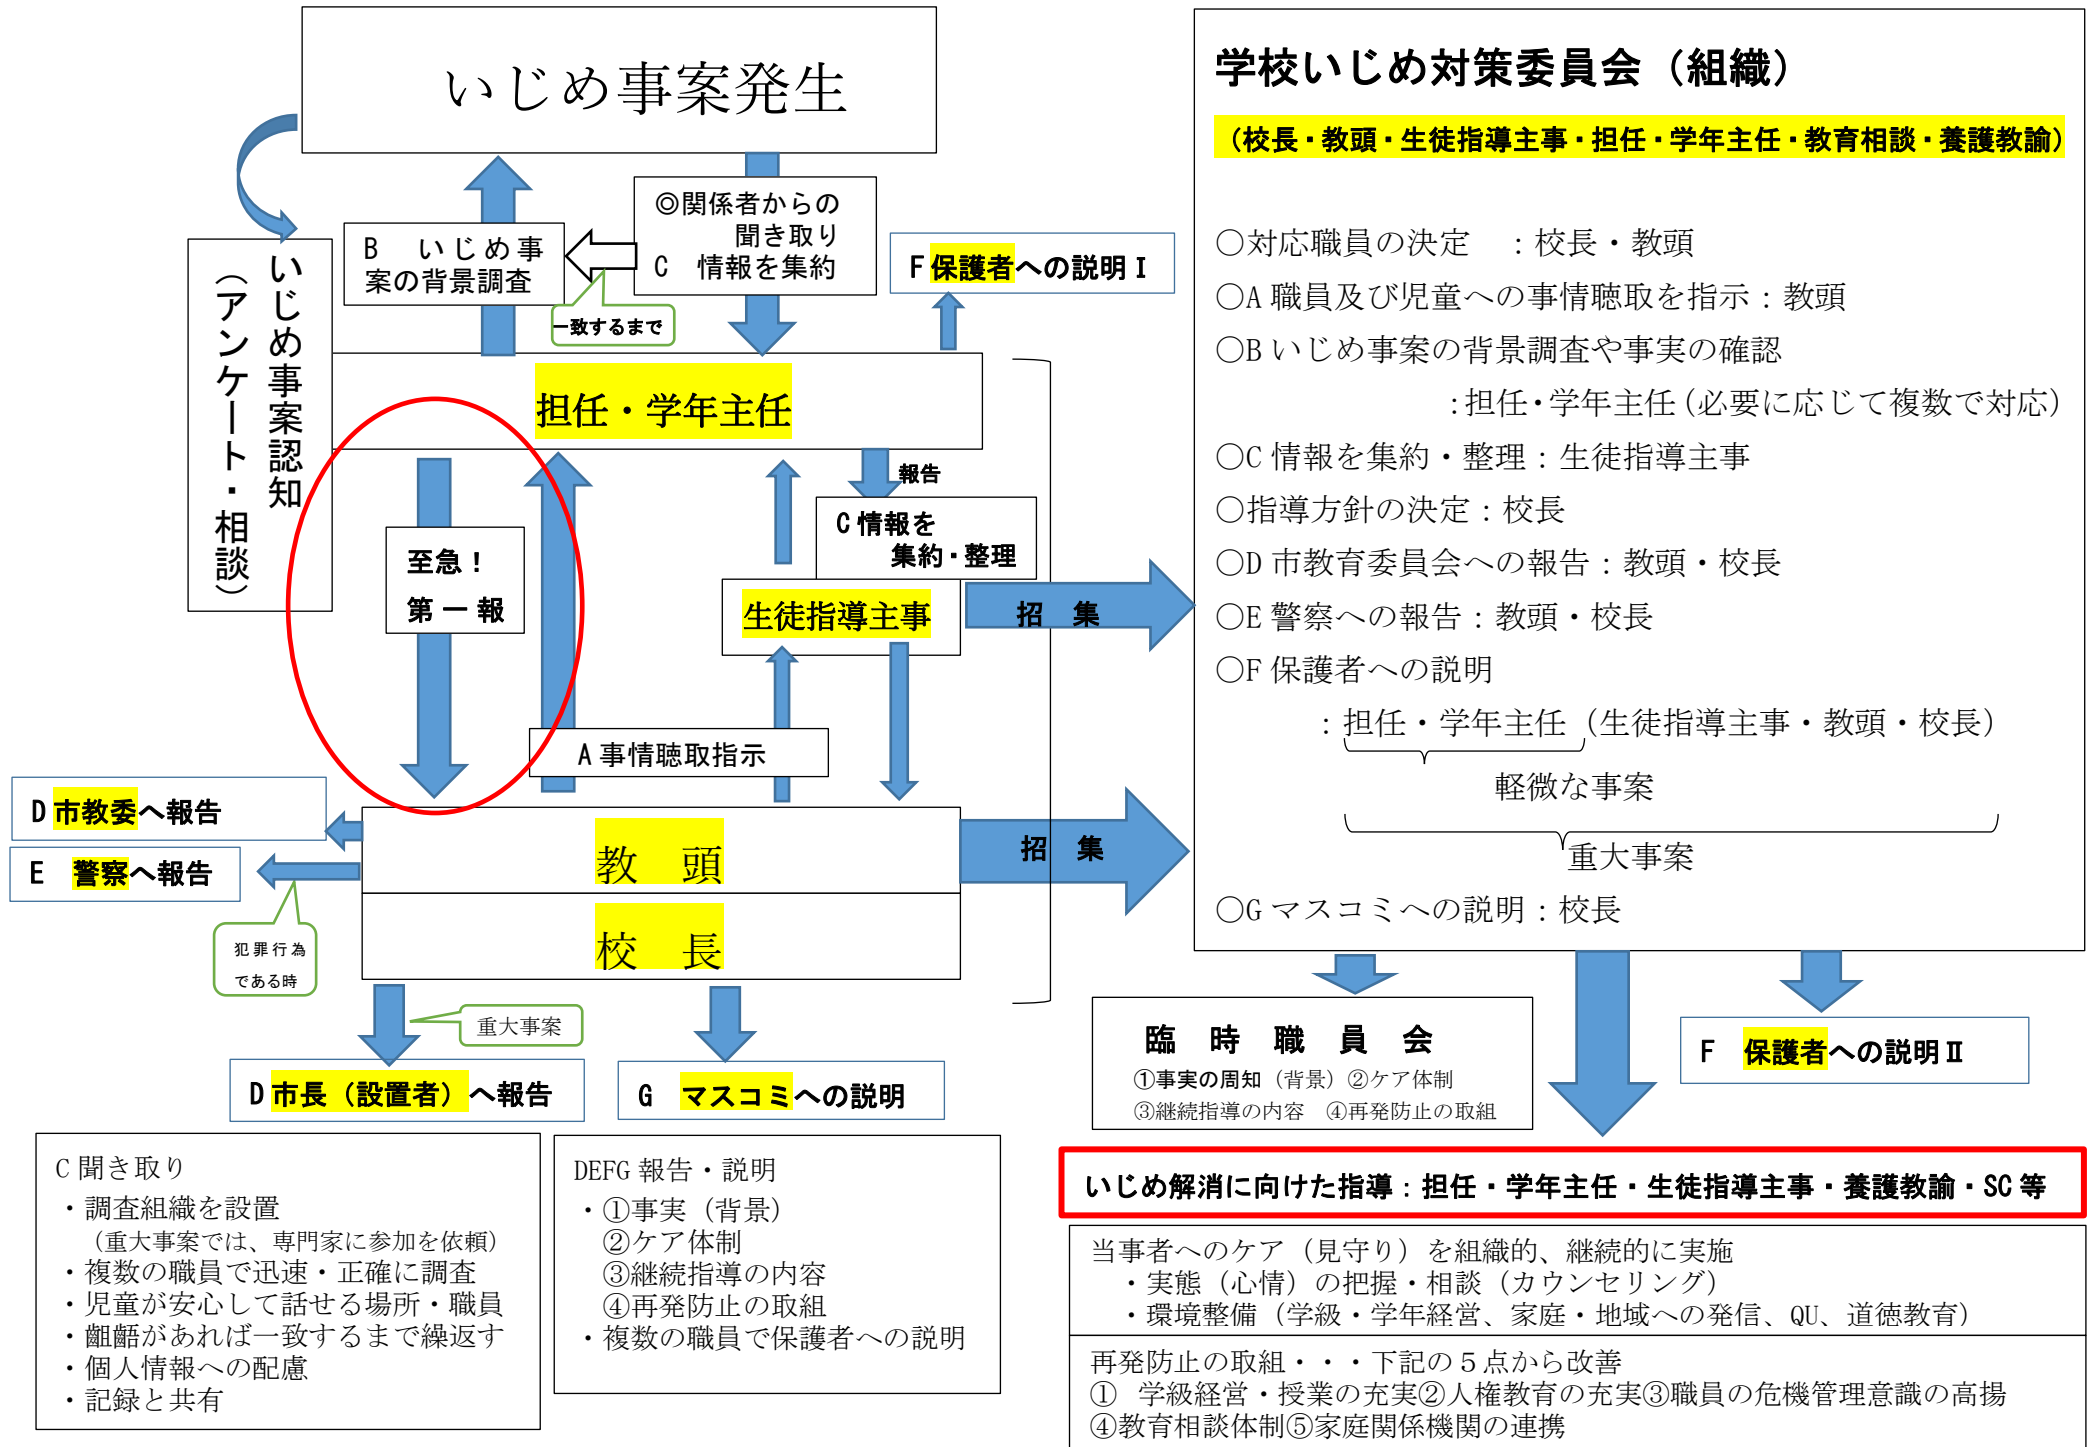 いじめ事案発生
いじめ事案認知
（アンケート・相談）
B　いじめ事
案の背景調査
◎関係者からの
聞き取り
C　情報を集約
一致するまで
F 保護者への説明Ⅰ
担任・学年主任
至急！
第一報
報告
C 情報を
集約・整理
生徒指導主事
招　集
A 事情聴取指示
D 市教委へ報告
E　警察へ報告
犯罪行為
である時
教　頭
校　長
招　集
重大事案
D 市長（設置者）へ報告
G　マスコミへの説明
C 聞き取り
・調査組織を設置
（重大事案では、専門家に参加を依頼）
・複数の職員で迅速・正確に調査
・児童が安心して話せる場所・職員
・齟齬があれば一致するまで繰返す
・個人情報への配慮
・記録と共有
DEFG 報告・説明
・①事実（背景）
②ケア体制
③継続指導の内容
④再発防止の取組
・複数の職員で保護者への説明
学校いじめ対策委員会（組織）
（校長・教頭・生徒指導主事・担任・学年主任・教育相談・養護教諭）
○対応職員の決定　：校長・教頭
○A 職員及び児童への事情聴取を指示：教頭
○B いじめ事案の背景調査や事実の確認
：担任・学年主任（必要に応じて複数で対応）
○C 情報を集約・整理：生徒指導主事
○指導方針の決定：校長
○D 市教育委員会への報告：教頭・校長
○E 警察への報告：教頭・校長
○F 保護者への説明
：担任・学年主任（生徒指導主事・教頭・校長）
軽微な事案
重大事案
○G マスコミへの説明：校長
臨　時　職　員　会
①事実の周知（背景）②ケア体制
③継続指導の内容　④再発防止の取組
F　保護者への説明Ⅱ
いじめ解消に向けた指導：担任・学年主任・生徒指導主事・養護教諭・SC 等
当事者へのケア（見守り）を組織的、継続的に実施
・実態（心情）の把握・相談（カウンセリング）
・環境整備（学級・学年経営、家庭・地域への発信、QU、道徳教育）
再発防止の取組・・・下記の５点から改善
①　学級経営・授業の充実②人権教育の充実③職員の危機管理意識の高揚
④教育相談体制⑤家庭関係機関の連携